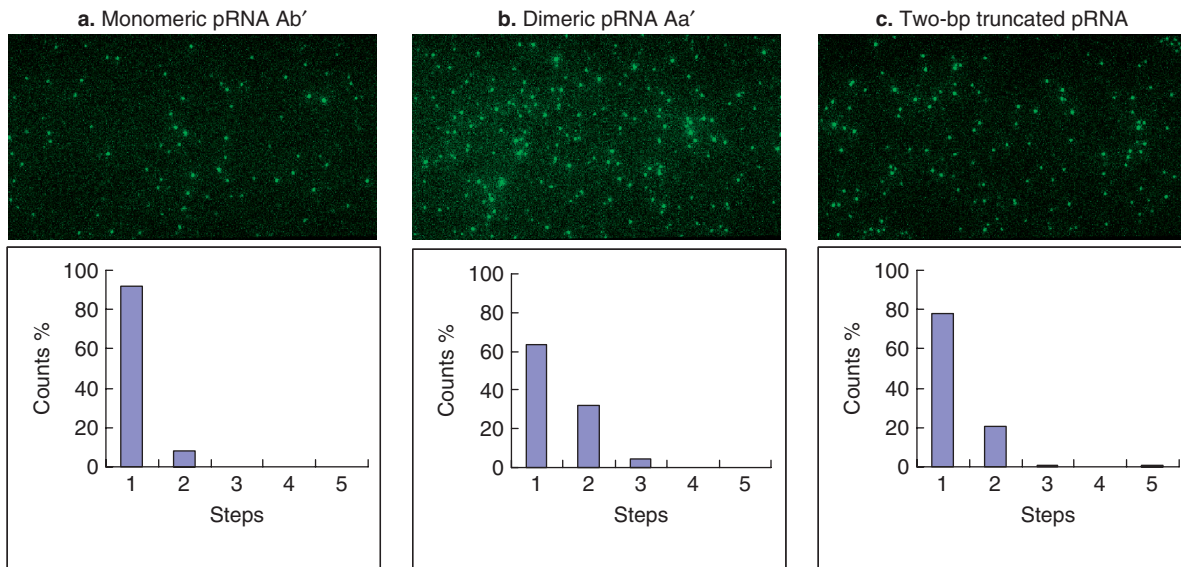 a. Monomeric pRNA Ab′
b. Dimeric pRNA Aa′
c. Two-bp truncated pRNA
100
80
60
40
20
0
Counts %
1 2 3 4 5
Steps
100
80
60
40
20
0
Counts %
1 2 3 4 5
Steps
100
80
60
40
20
0
Counts %
1 2 3 4 5
Steps